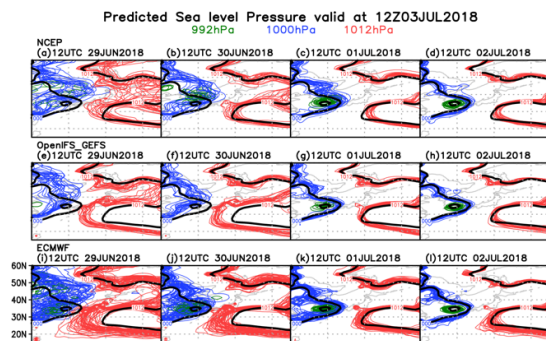 Predicted Sea level Pressure valid at 12Z03JUL2018
992hPa 1000hPa 1012hPa
NCEP
(a)12UTC 29JUN2018 (b)12UTC 30JUN2018 (c)12UTC 01JUL2018 (d)12UTC 02JUL2018
OpenIFS_GEFS
(e)12UTC 29JUN2018 (f)12UTC 30JUN2018 (g)12UTC 01JUL2018 (h)12UTC 02JUL2018
ECMWF
(i)12UTC 29JUN2018 (j)12UTC 30JUN2018 (k)12UTC 01JUL2018 (l)12UTC 02JUL2018
60N
50N
40N
30N
20N